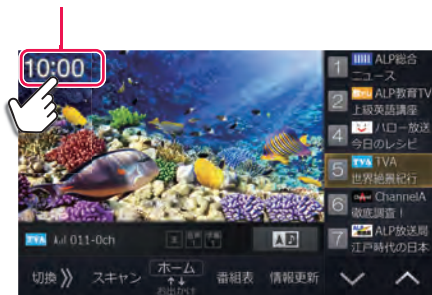 10:00
1 ALP総合
ニュース
2 ALP教育TV
上級英語講座
4 ハロー放送
今日のレシピ
5 TVA TVA
世界絶景紀行
6 ChannelA
徹底調査!
7 ALP放送局
江戸時代の日本
TVA 011-0ch
切換
スキャン
ホーム
お出かけ
番組表
情報更新